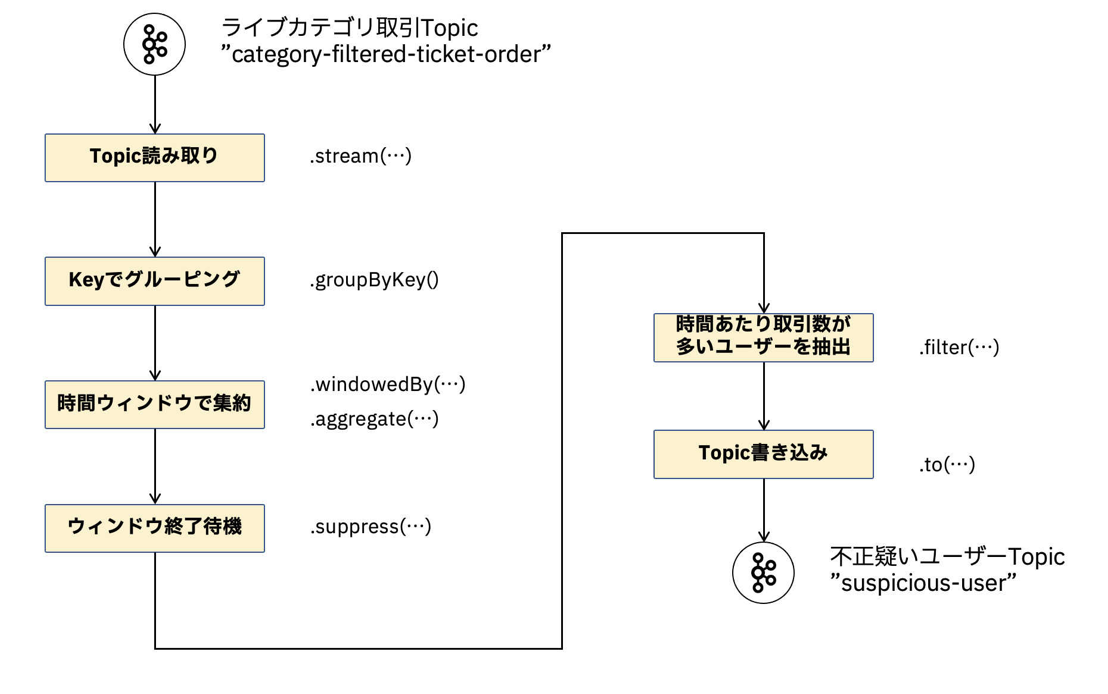 ライブカテゴリ取引Topic
”category-filtered-ticket-order”
Topic読み取り
.stream(…)
Keyでグルーピング
.groupByKey()
時間ウィンドウで集約
.windowedBy(…)
.aggregate(…)
ウィンドウ終了待機
.suppress(…)
時間あたり取引数が
多いユーザーを抽出
.filter(…)
Topic書き込み
.to(…)
不正疑いユーザーTopic
”suspicious-user”